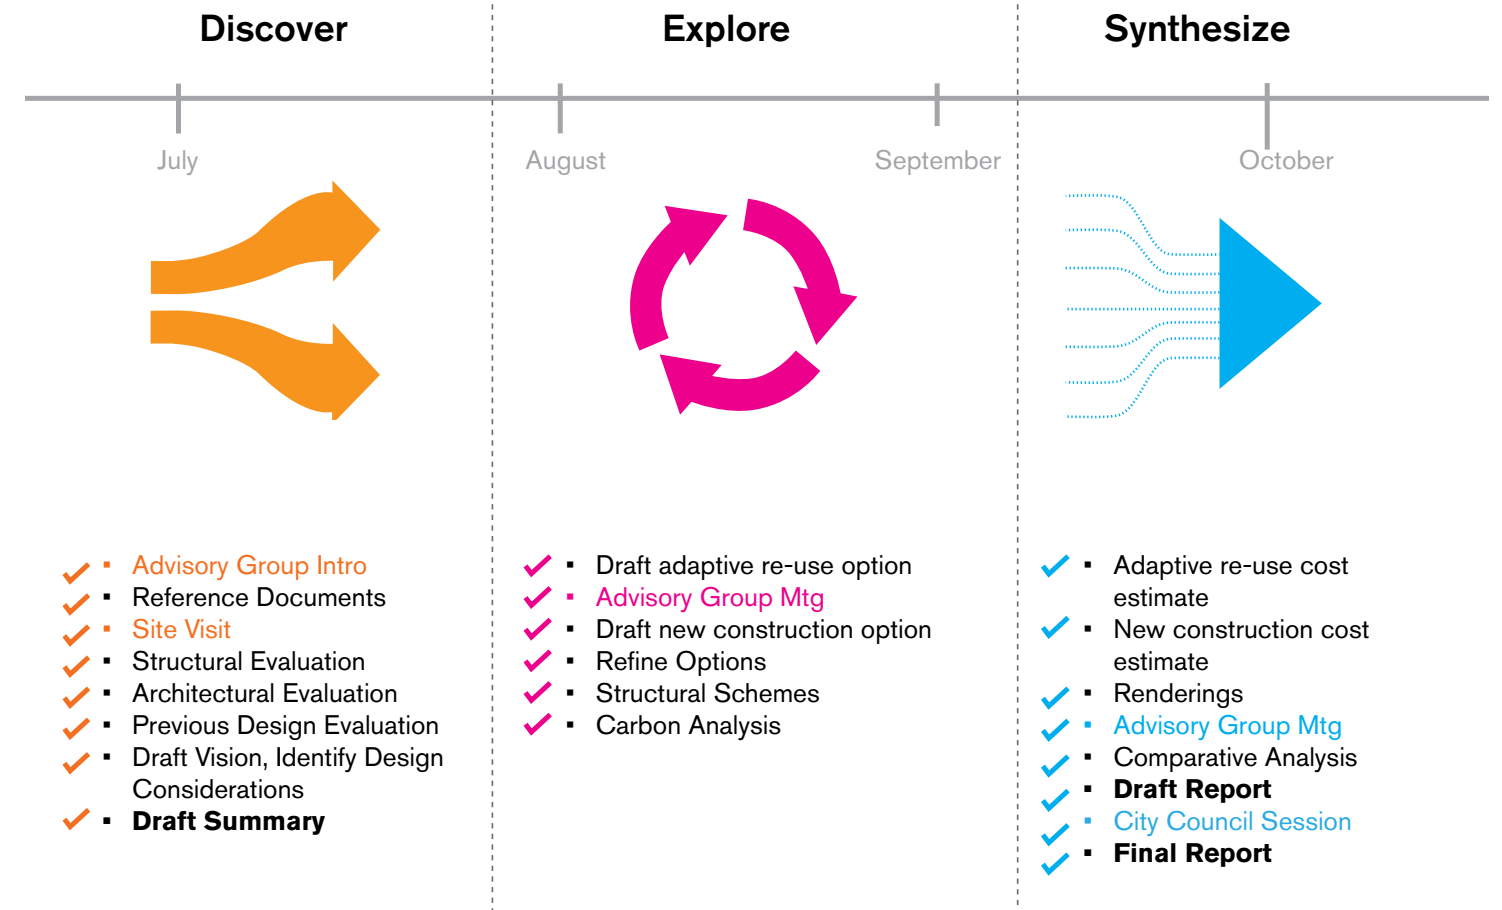 Discover
Explore
Synthesize
July
August
September
October
Advisory Group Intro
Reference Documents
Site Visit
Structural Evaluation
Architectural Evaluation
Previous Design Evaluation
Draft Vision, Identify Design
Considerations
Draft Summary
Draft adaptive re-use option
Advisory Group Mtg
Draft new construction option
Refine Options
Structural Schemes
Carbon Analysis
Adaptive re-use cost
estimate
New construction cost
estimate
Renderings
Advisory Group Mtg
Comparative Analysis
Draft Report
City Council Session
Final Report